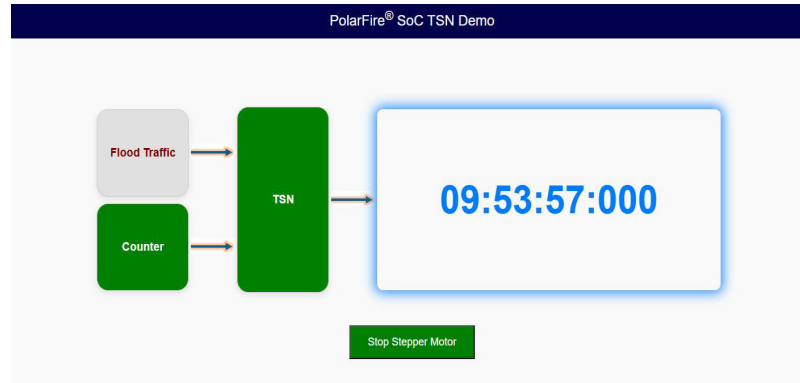 PolarFire® SoC TSN Demo
Flood Traffic
TSN
09:53:57:000
Counter
Stop Stepper Motor